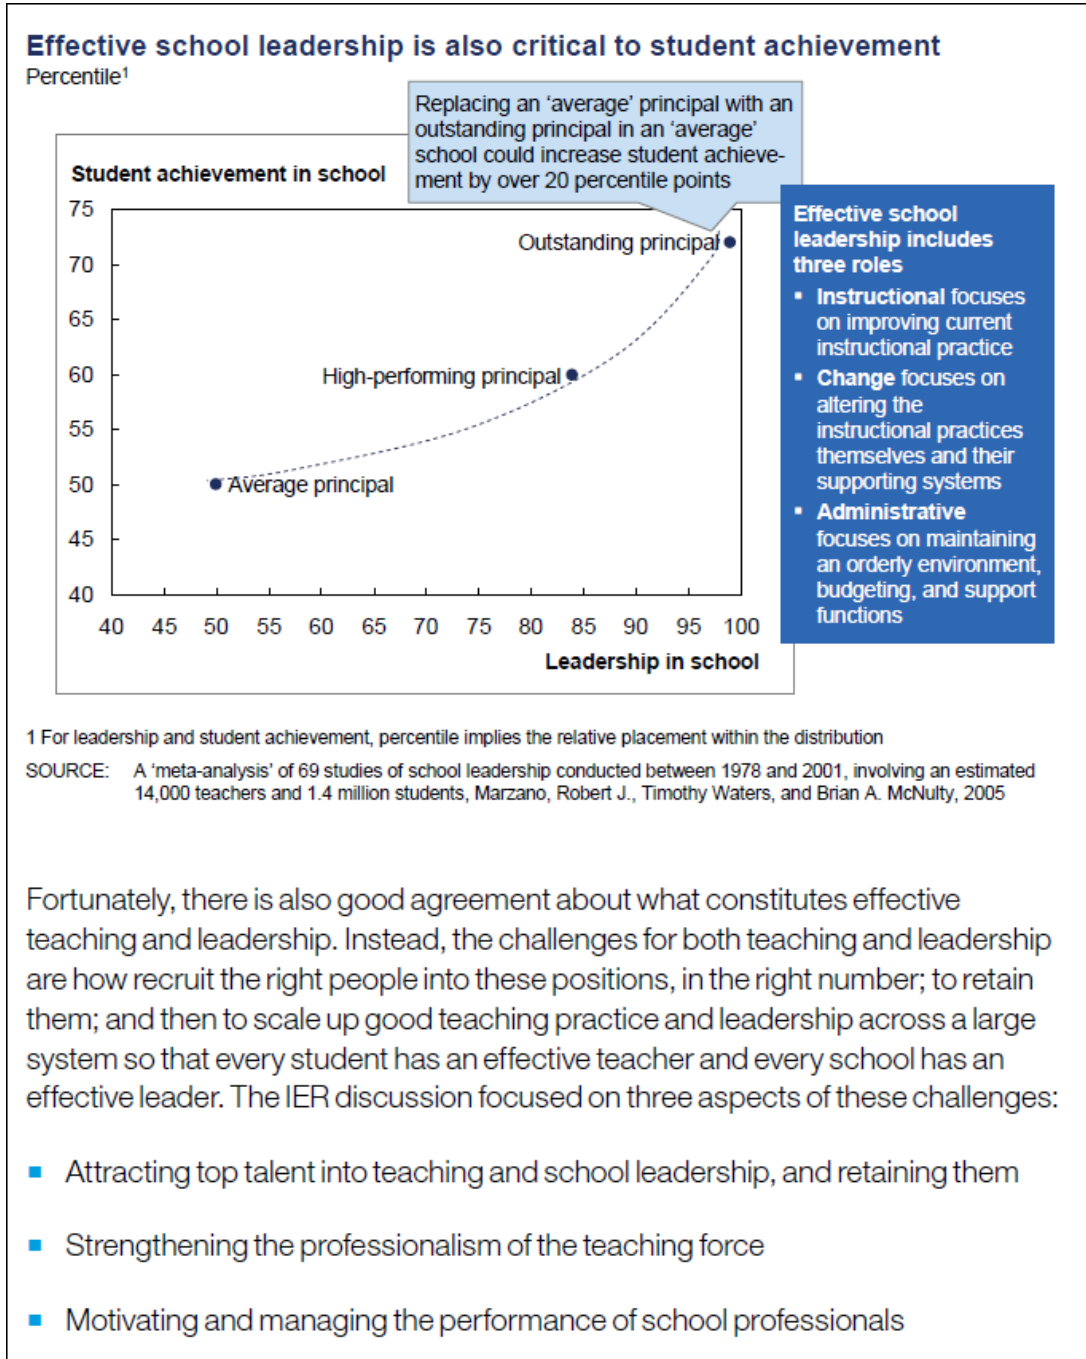 Effective school leadership is also critical to student achievement
Percentile1
Replacing an ‘average’ principal with an
outstanding principal in an ‘average’
school could increase student achieve-
ment by over 20 percentile points
Student achievement in school
75
70
65
60
55
50
45
40
Outstanding principal
High-performing principal
Average principal
40 45 50 55 60 65 70 75 80 85 90 95 100
Leadership in school
Effective school
leadership includes
three roles
▪ Instructional focuses
on improving current
instructional practice
▪ Change focuses on
altering the
instructional practices
themselves and their
supporting systems
▪ Administrative
focuses on maintaining
an orderly environment,
budgeting, and support
functions
1 For leadership and student achievement, percentile implies the relative placement within the distribution
SOURCE: A ‘meta-analysis’ of 69 studies of school leadership conducted between 1978 and 2001, involving an estimated
14,000 teachers and 1.4 million students, Marzano, Robert J., Timothy Waters, and Brian A. McNulty, 2005
Fortunately, there is also good agreement about what constitutes effective
teaching and leadership. Instead, the challenges for both teaching and leadership
are how recruit the right people into these positions, in the right number; to retain
them; and then to scale up good teaching practice and leadership across a large
system so that every student has an effective teacher and every school has an
effective leader. The IER discussion focused on three aspects of these challenges:
▪ Attracting top talent into teaching and school leadership, and retaining them
▪ Strengthening the professionalism of the teaching force
▪ Motivating and managing the performance of school professionals